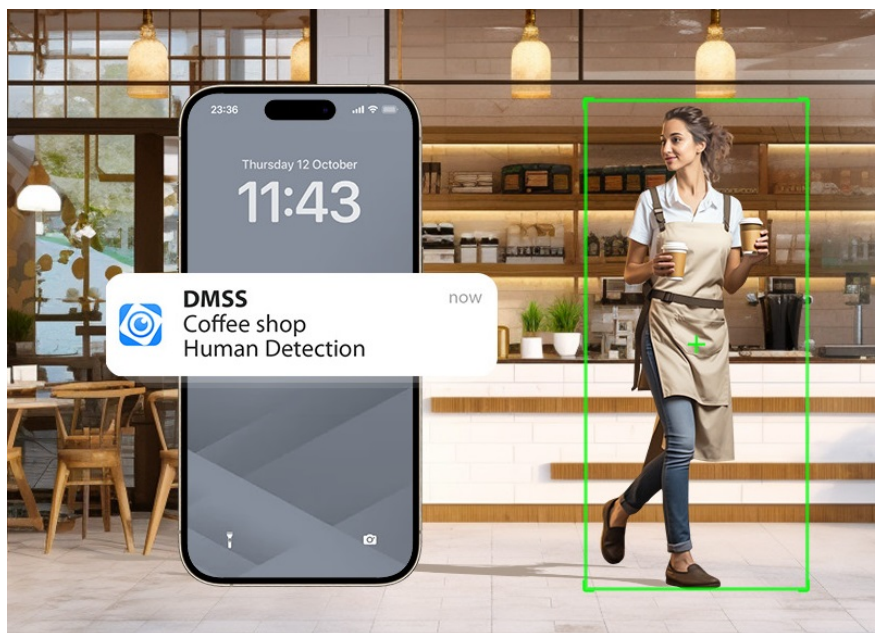 23:36
Thursday 12 October
11:43
DMSS
now
Coffee shop
Human Detection